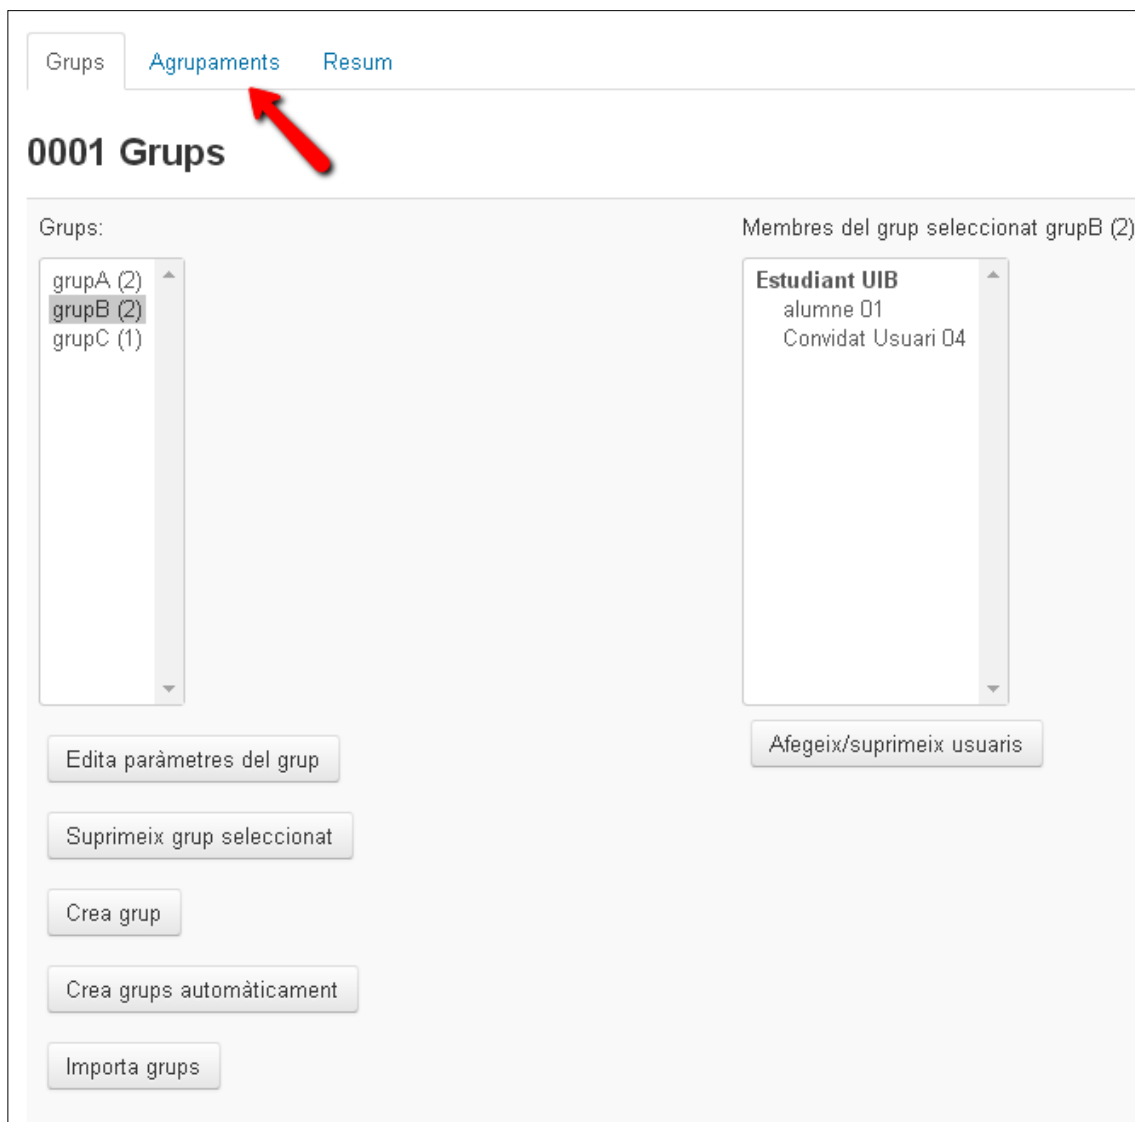 Grups Agrupaments Resum
0001 Grups
Grups:
grupA (2)
grupB (2)
grupC (1)
Membres del grup seleccionat grupB (2)
Estudiant UIB
alumne 01
Convidat Usuari 04
Edita paràmetres del grup
Suprimeix grup seleccionat
Crea grup
Crea grups automàticament
Importa grups
Afegeix/suprimeix usuaris